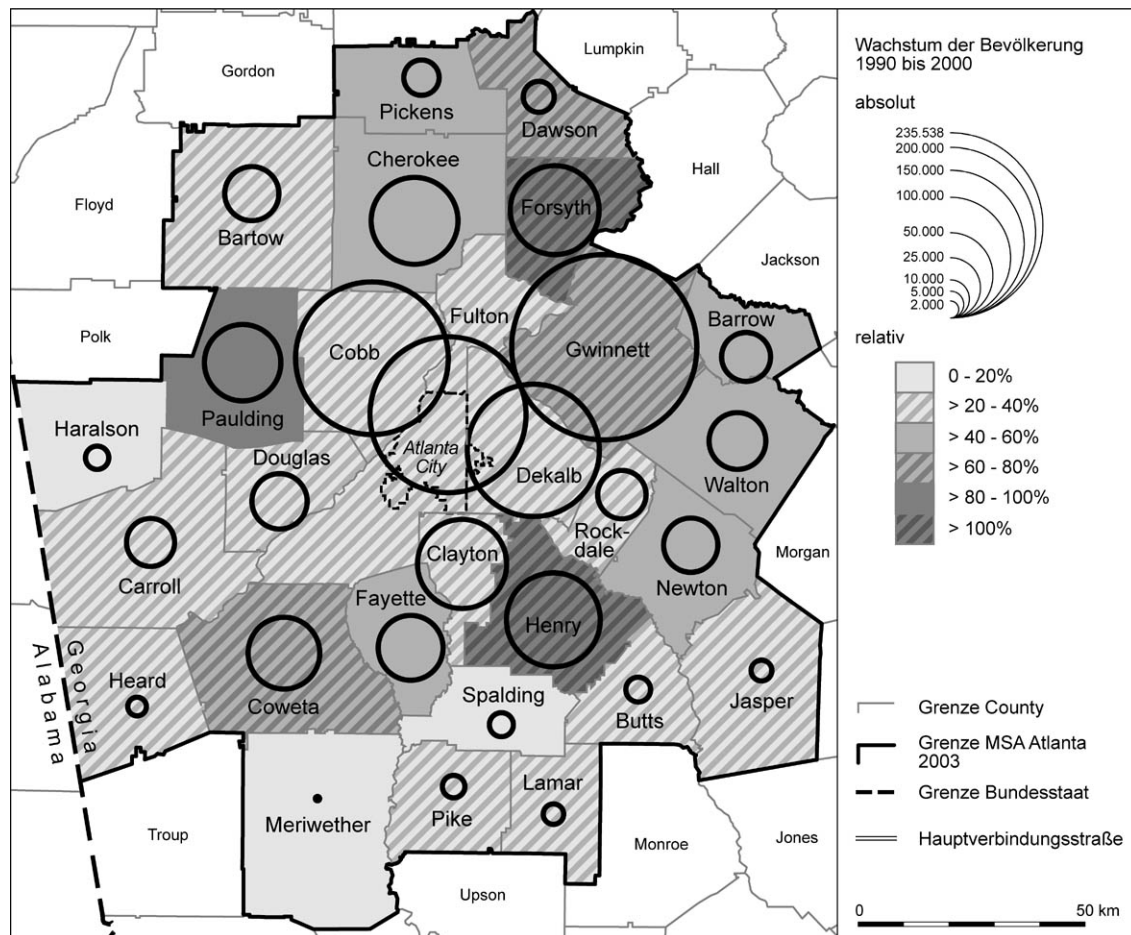 Gordon
Lumpkin
Pickens
Dawson
Cherokee
Hall
Floyd
Forsyth
Bartow
Jackson
Fulton
Polk
Cobb
Gwinnett
Barrow
Paulding
Haralson
Douglas
Atlanta
City
Dekalb
Walton
Rock-
dale
Clayton
Morgan
Carroll
Fayette
Newton
Henry
Georgia
Alabama
Heard
Coweta
Spalding
Butts
Jasper
Lamar
Meriwether
Pike
Troup
Monroe
Jones
Upson
Wachstum der Bevölkerung
1990 bis 2000
absolut
235.538
200.000
150.000
100.000
50.000
25.000
10.000
5.000
2.000
relativ
0 - 20%
> 20 - 40%
> 40 - 60%
> 60 - 80%
> 80 - 100%
> 100%
Grenze County
Grenze MSA Atlanta
2003
Grenze Bundesstaat
Hauptverbindungsstraße
0 50 km